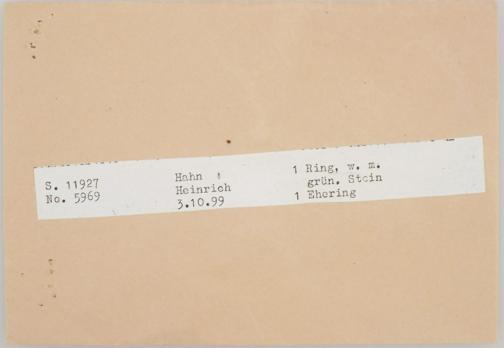 S. 11927 Hahn 1 Ring, w. m.
No. 5969 Heinrich grün. Stein
3.10.99 1 Ehering